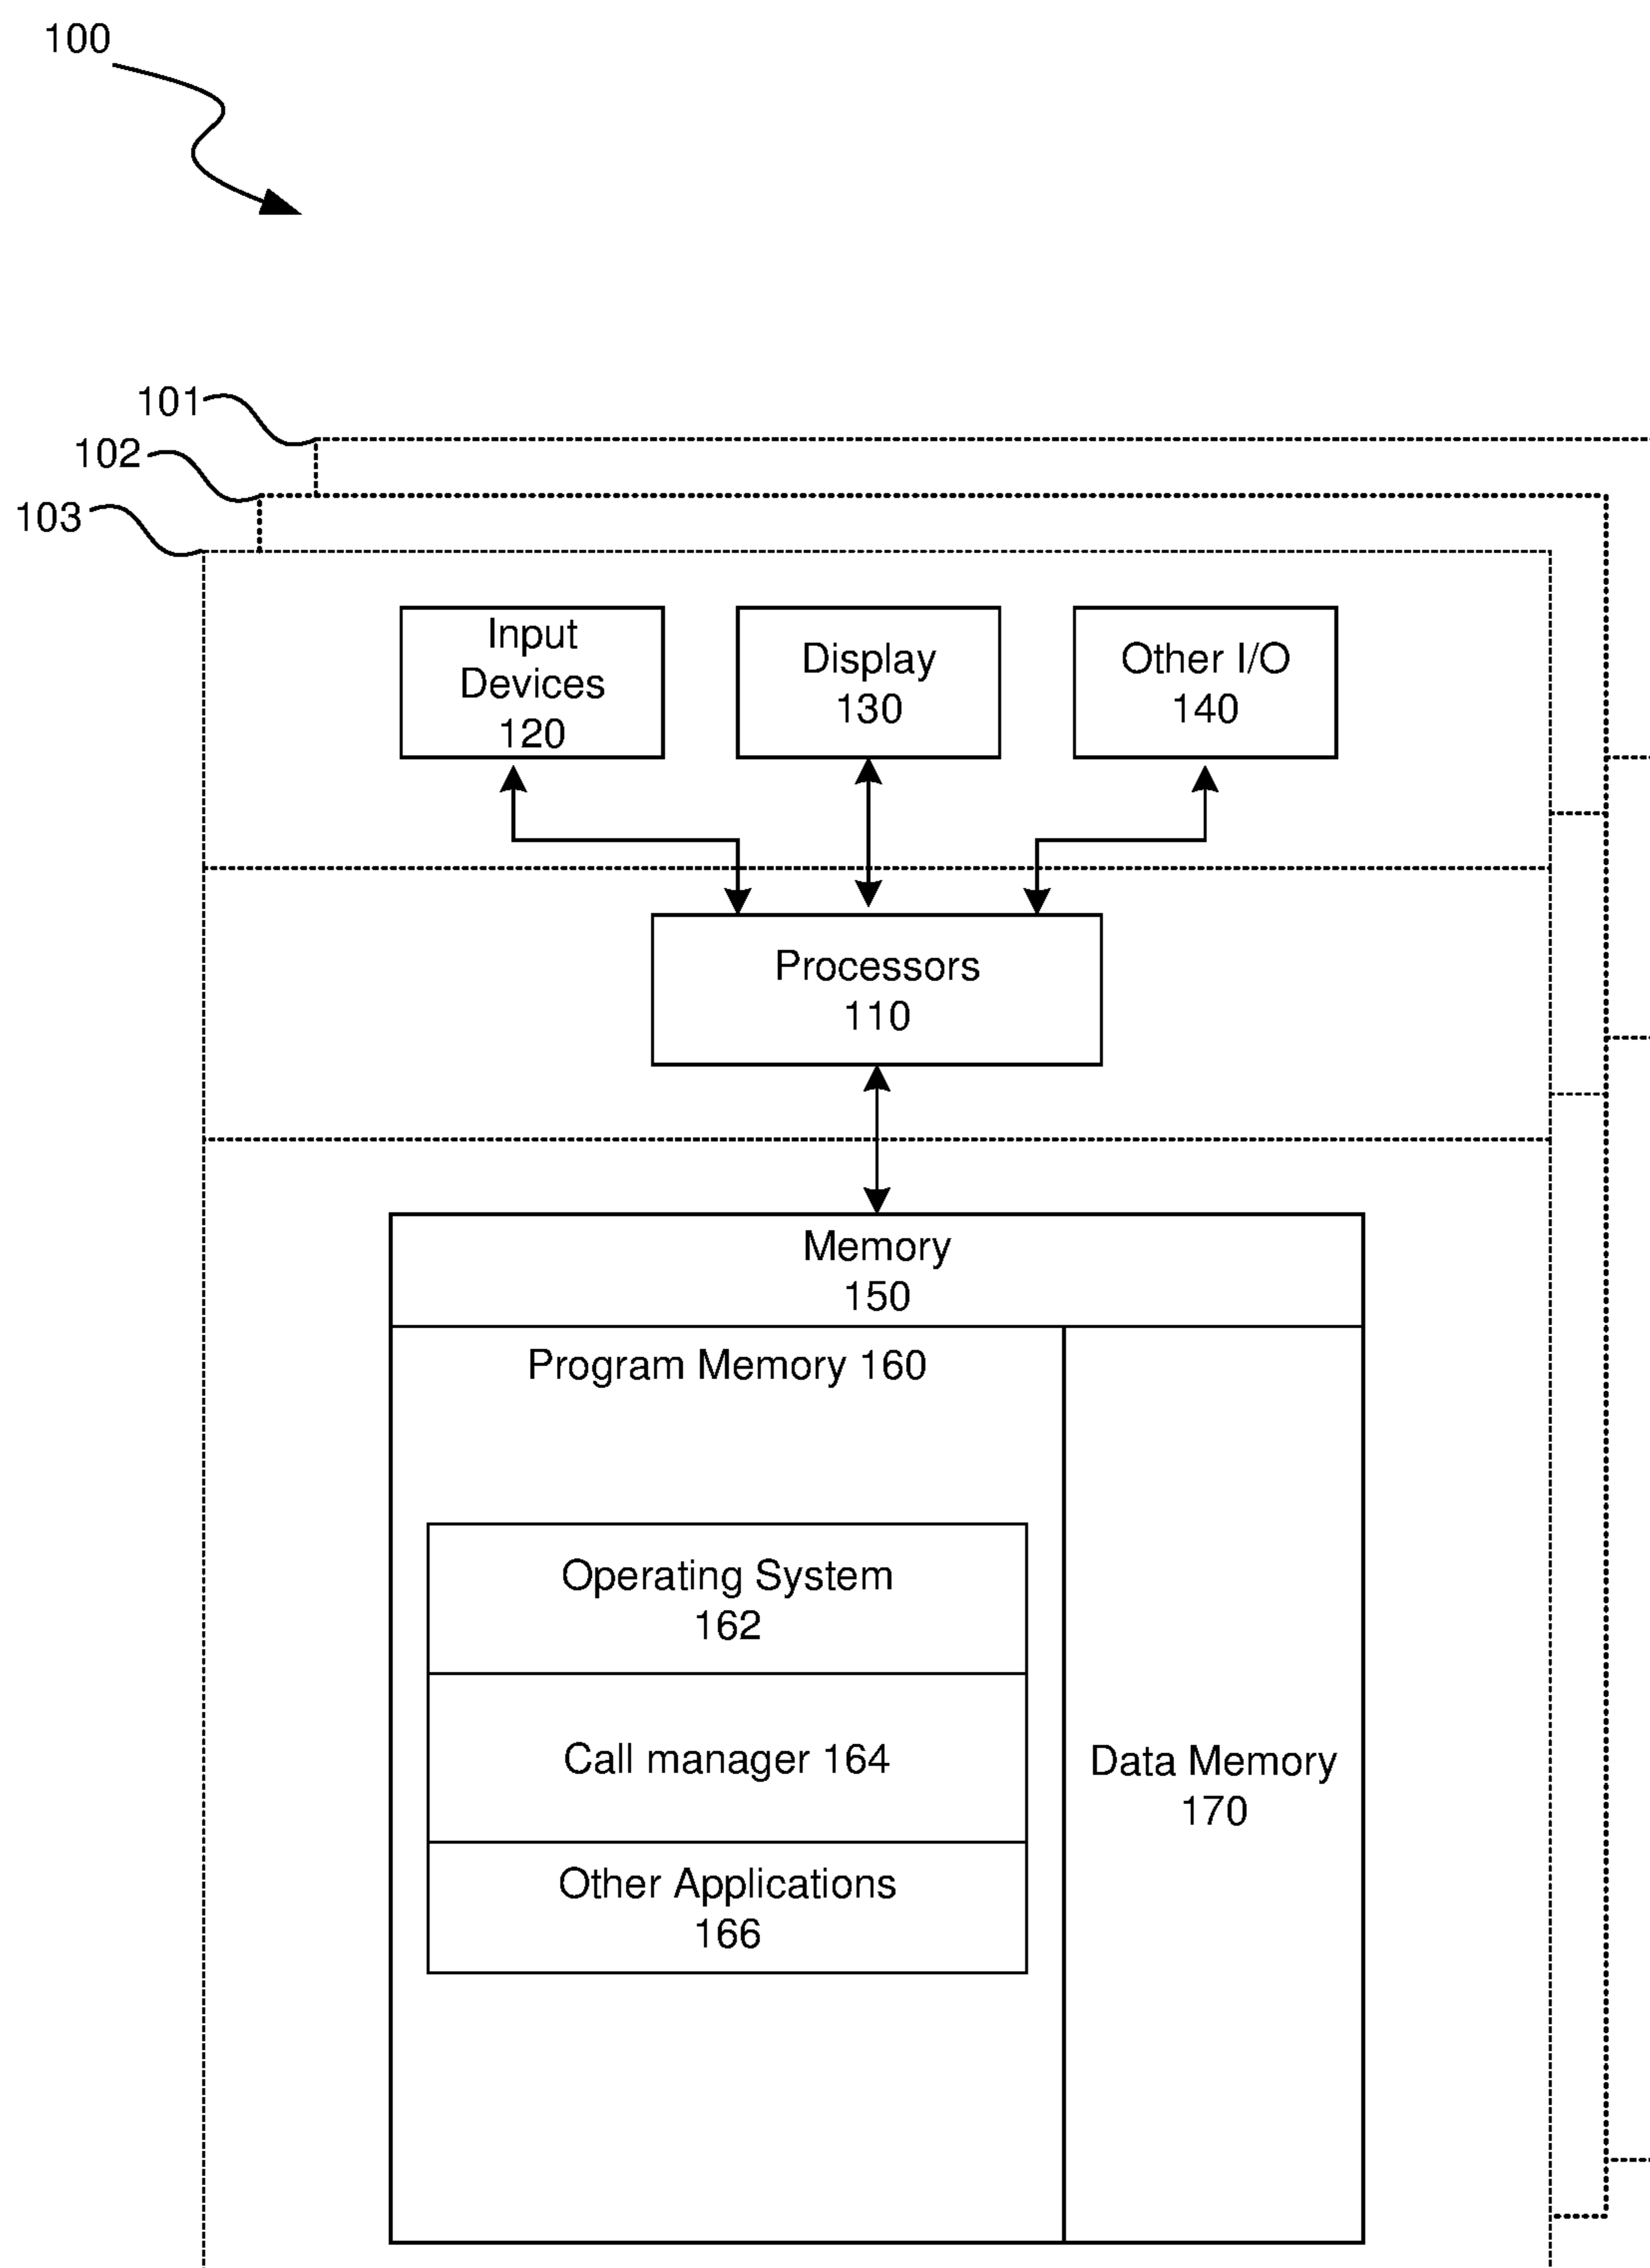 100
101
102
103
Input
Devices
120
Display
130
Other I/O
140
Processors
110
Memory
150
Program Memory 160
Operating System
162
Call manager 164
Other Applications
166
Data Memory
170